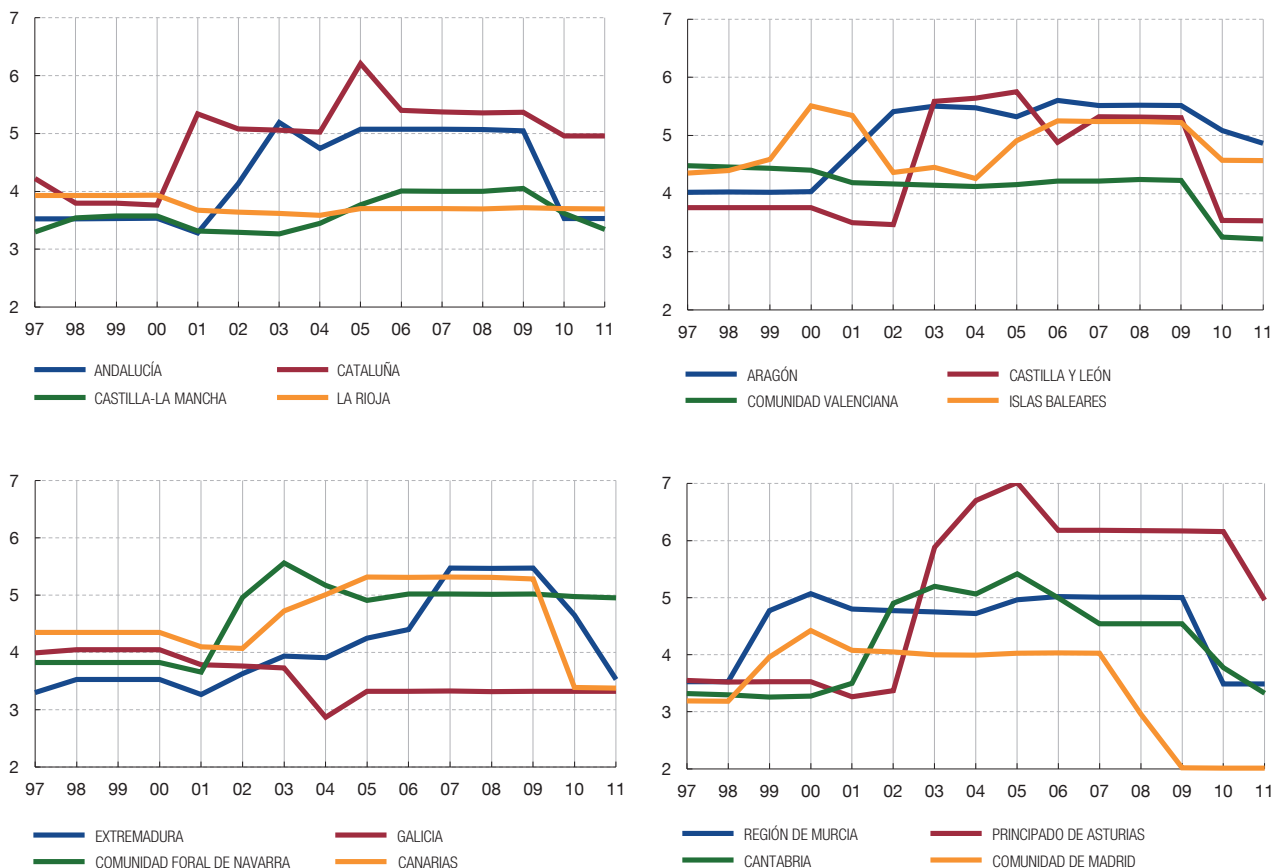 7
6
5
4
3
2
97 98 99 00 01 02 03 04 05 06 07 08 09 10 11
ANDALUCÍA CATALUÑA
CASTILLA-LA MANCHA LA RIOJA
7
6
5
4
3
2
97 98 99 00 01 02 03 04 05 06 07 08 09 10 11
ARAGÓN CASTILLA Y LEÓN
COMUNIDAD VALENCIANA ISLAS BALEARES
7
6
5
4
3
2
97 98 99 00 01 02 03 04 05 06 07 08 09 10 11
EXTREMADURA GALICIA
COMUNIDAD FORAL DE NAVARRA CANARIAS
7
6
5
4
3
2
97 98 99 00 01 02 03 04 05 06 07 08 09 10 11
REGIÓN DE MURCIA PRINCIPADO DE ASTURIAS
CANTABRIA COMUNIDAD DE MADRID